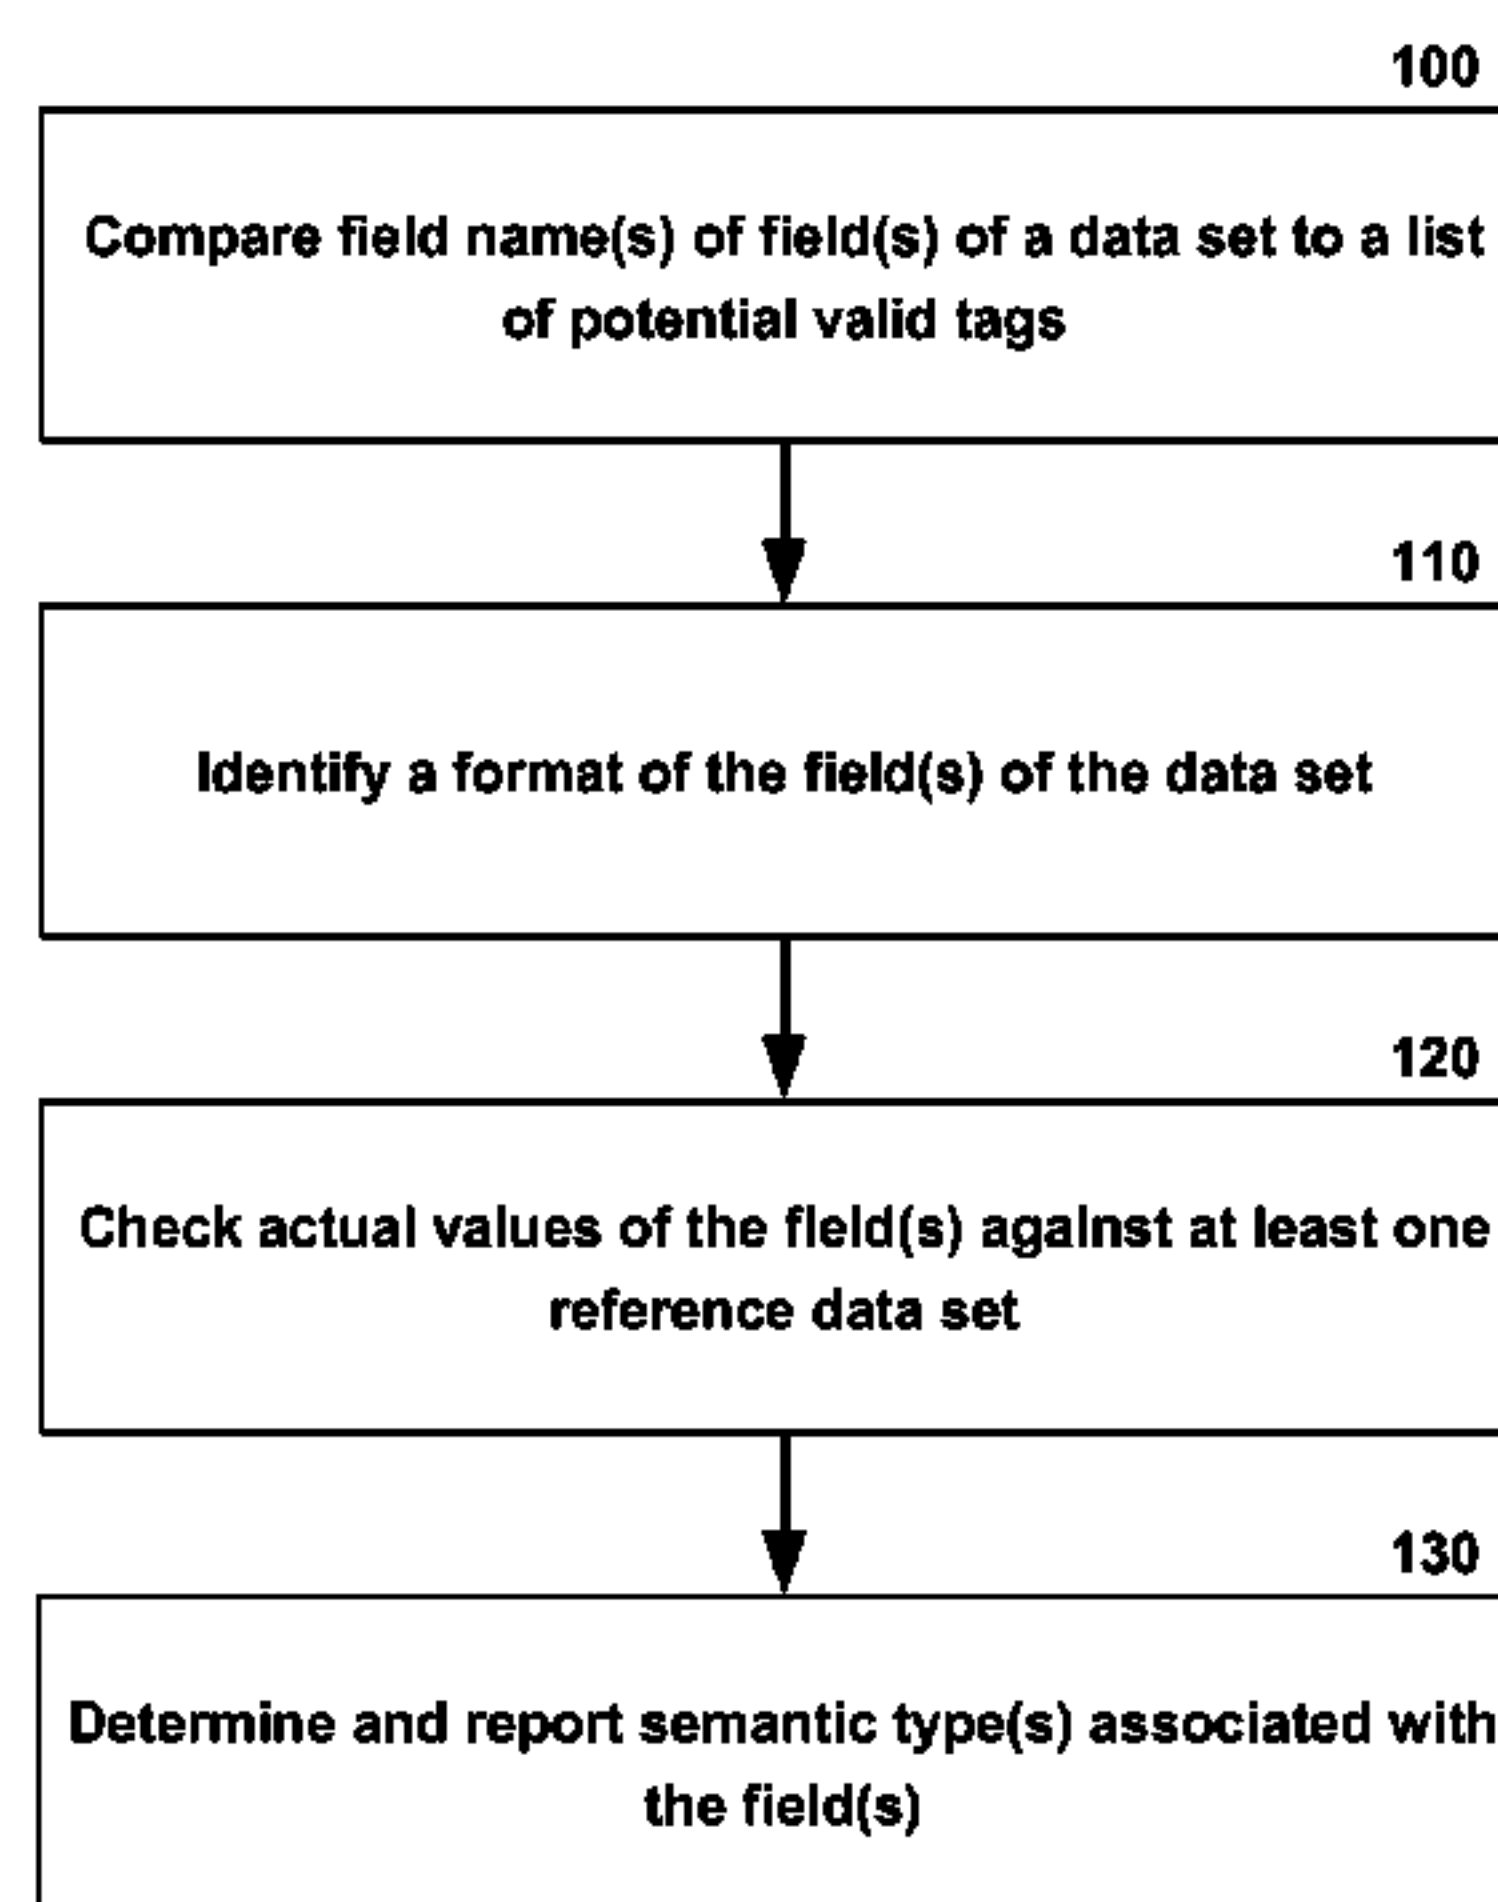 100
Compare field name(s) of field(s) of a data set to a list
of potential valid tags
110
Identify a format of the field(s) of the data set
120
Check actual values of the field(s) against at least one
reference data set
130
Determine and report semantic type(s) associated with
the field(s)